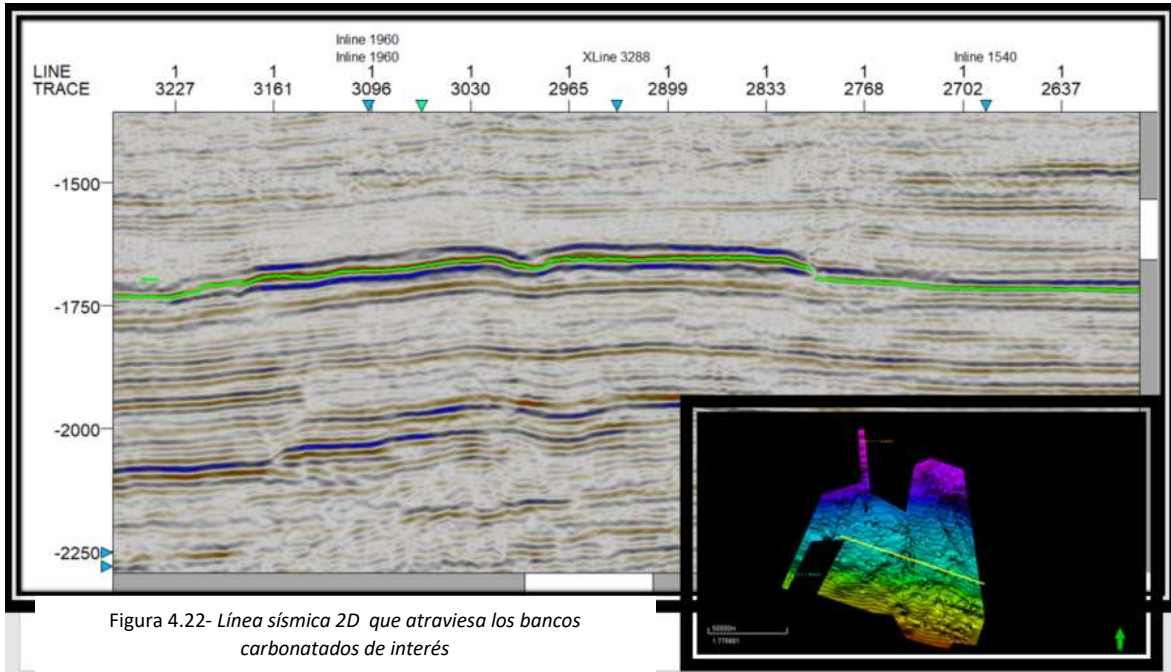 Inline 1960
Inline 1960 XLine 3288 Inline 1540
LINE 1 1 1 1 1 1 1 1 1 1
TRACE 3227 3161 3096 3030 2965 2899 2833 2768 2702 2637
-1500
-1750
-2000
-2250
50000m
Figura 4.22- Línea sísmica 2D que atraviesa los bancos
carbonatados de interés